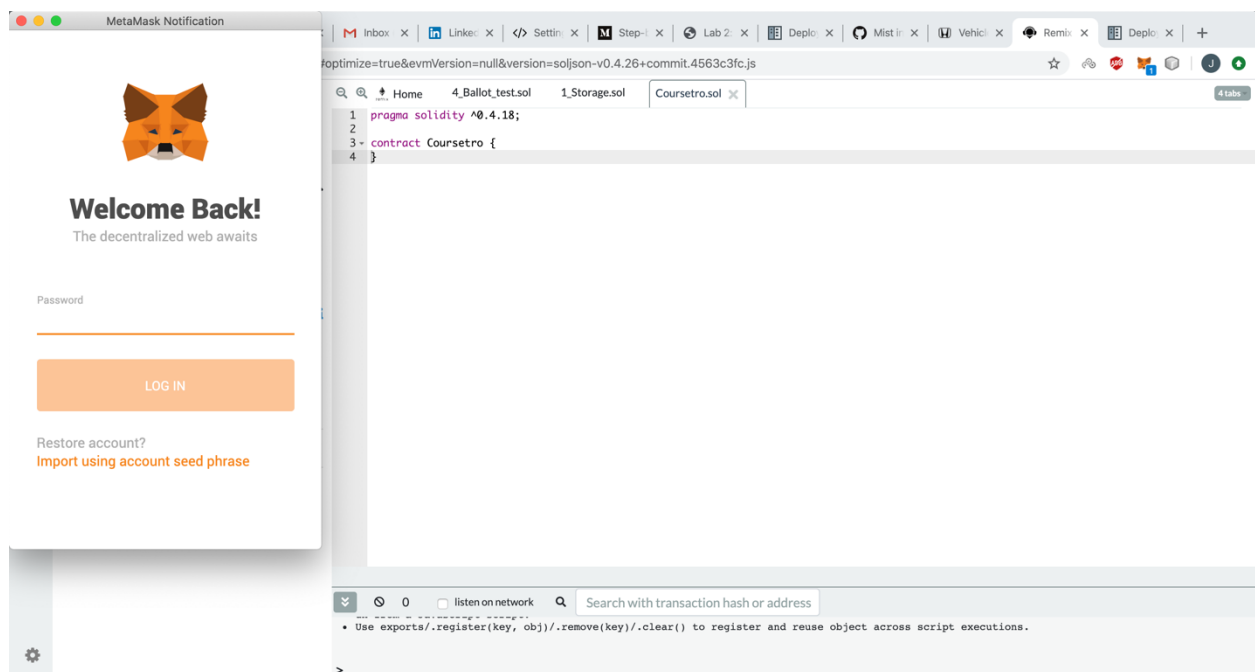 MetaMask Notification
Welcome Back!
The decentralized web awaits
Password
LOG IN
Restore account?
Import using account seed phrase
Inbox
Linked
Settin
Step-
Lab 2:
Deplo
Mist in
Vehicl
Remix
Deplo
#optimize=true&evmVersion=null&version=soljson-v0.4.26+commit.4563c3fc.js
ABP
1
J
Home 4_Ballot_test.sol 1_Storage.sol Coursetro.sol
4 tabs
1 pragma solidity ^0.4.18;
2
3 contract Coursetro {
4 }
0 listen on network Search with transaction hash or address
• Use exports/.register(key, obj)/.remove(key)/.clear() to register and reuse object across script executions.
>